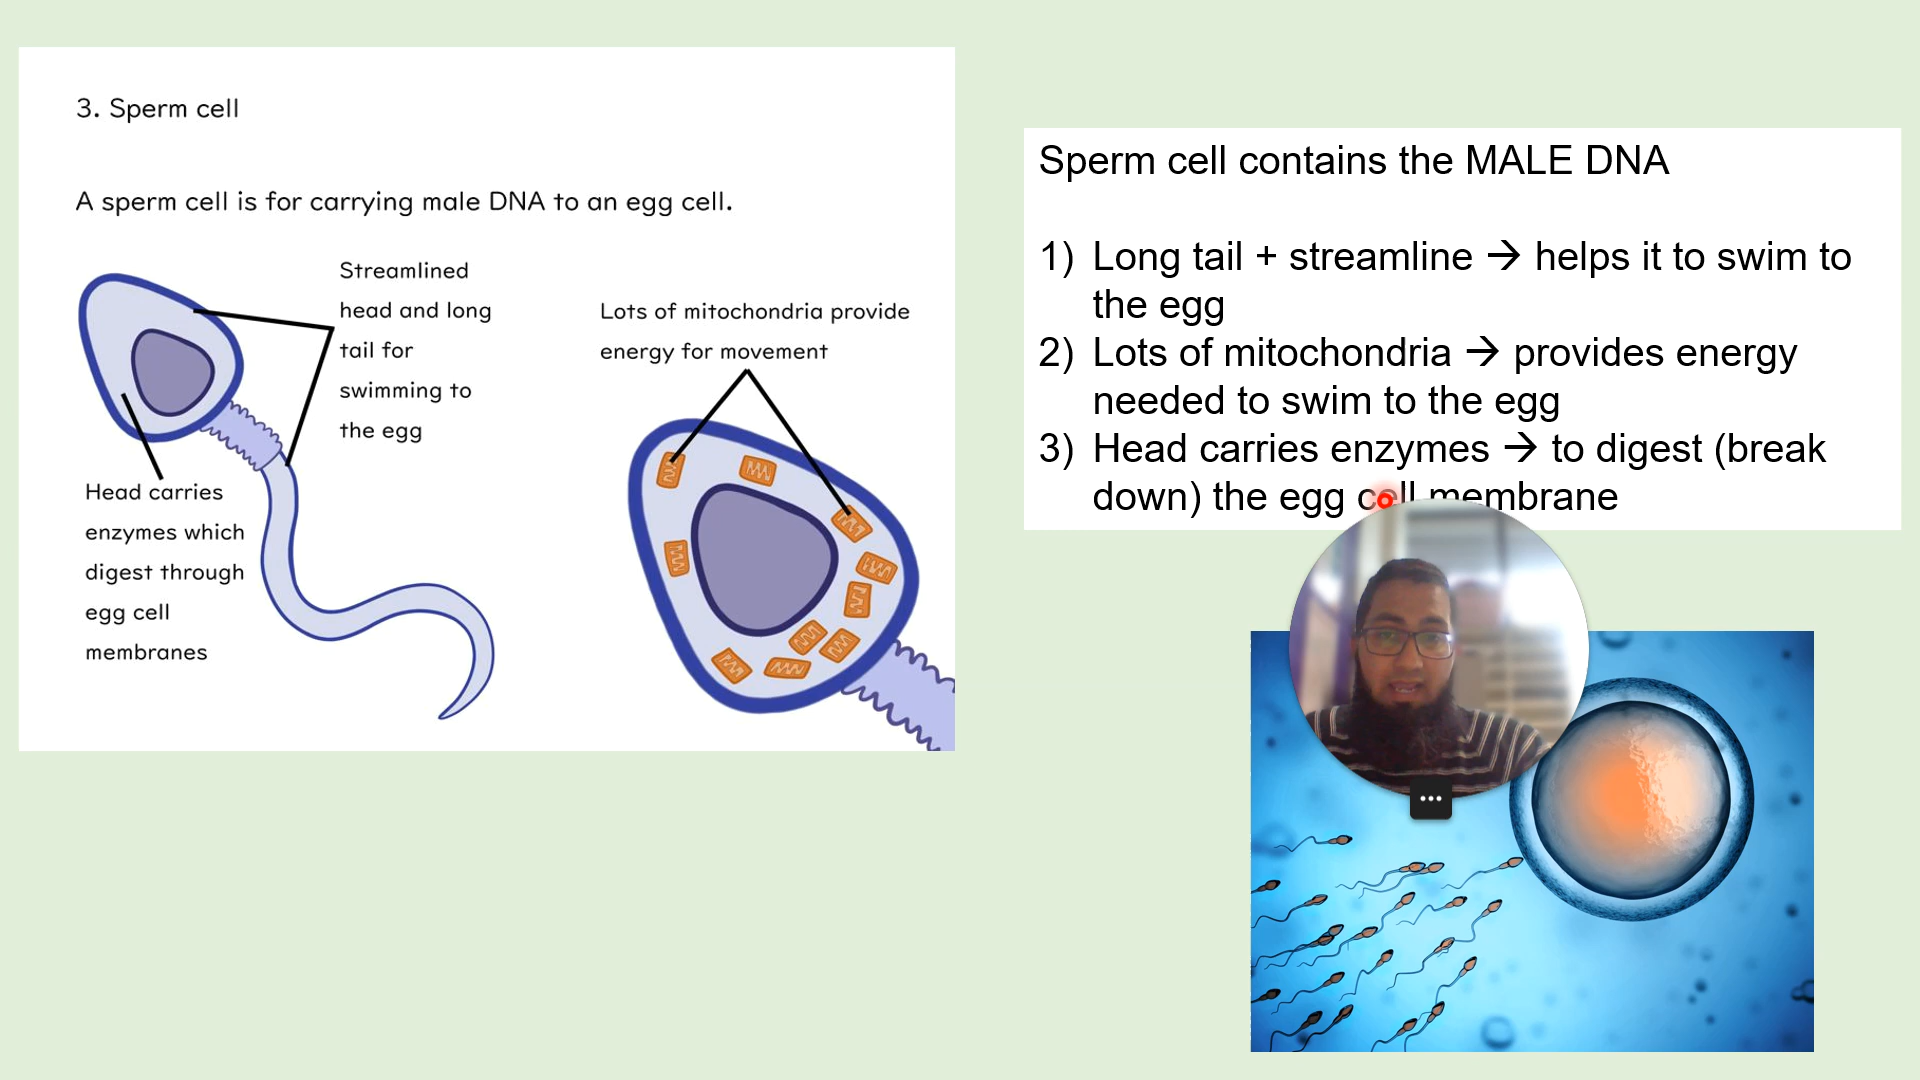 3. Sperm cell
A sperm cell is for carrying male DNA to an egg cell.
Streamlined
head and long
tail for
swimming to
the egg
Lots of mitochondria provide
energy for movement
Head carries
enzymes which
digest through
egg cell
membranes
Sperm cell contains the MALE DNA
1) Long tail + streamline → helps it to swim to
the egg
2) Lots of mitochondria → provides energy
needed to swim to the egg
3) Head carries enzymes → to digest (break
down) the egg cell membrane